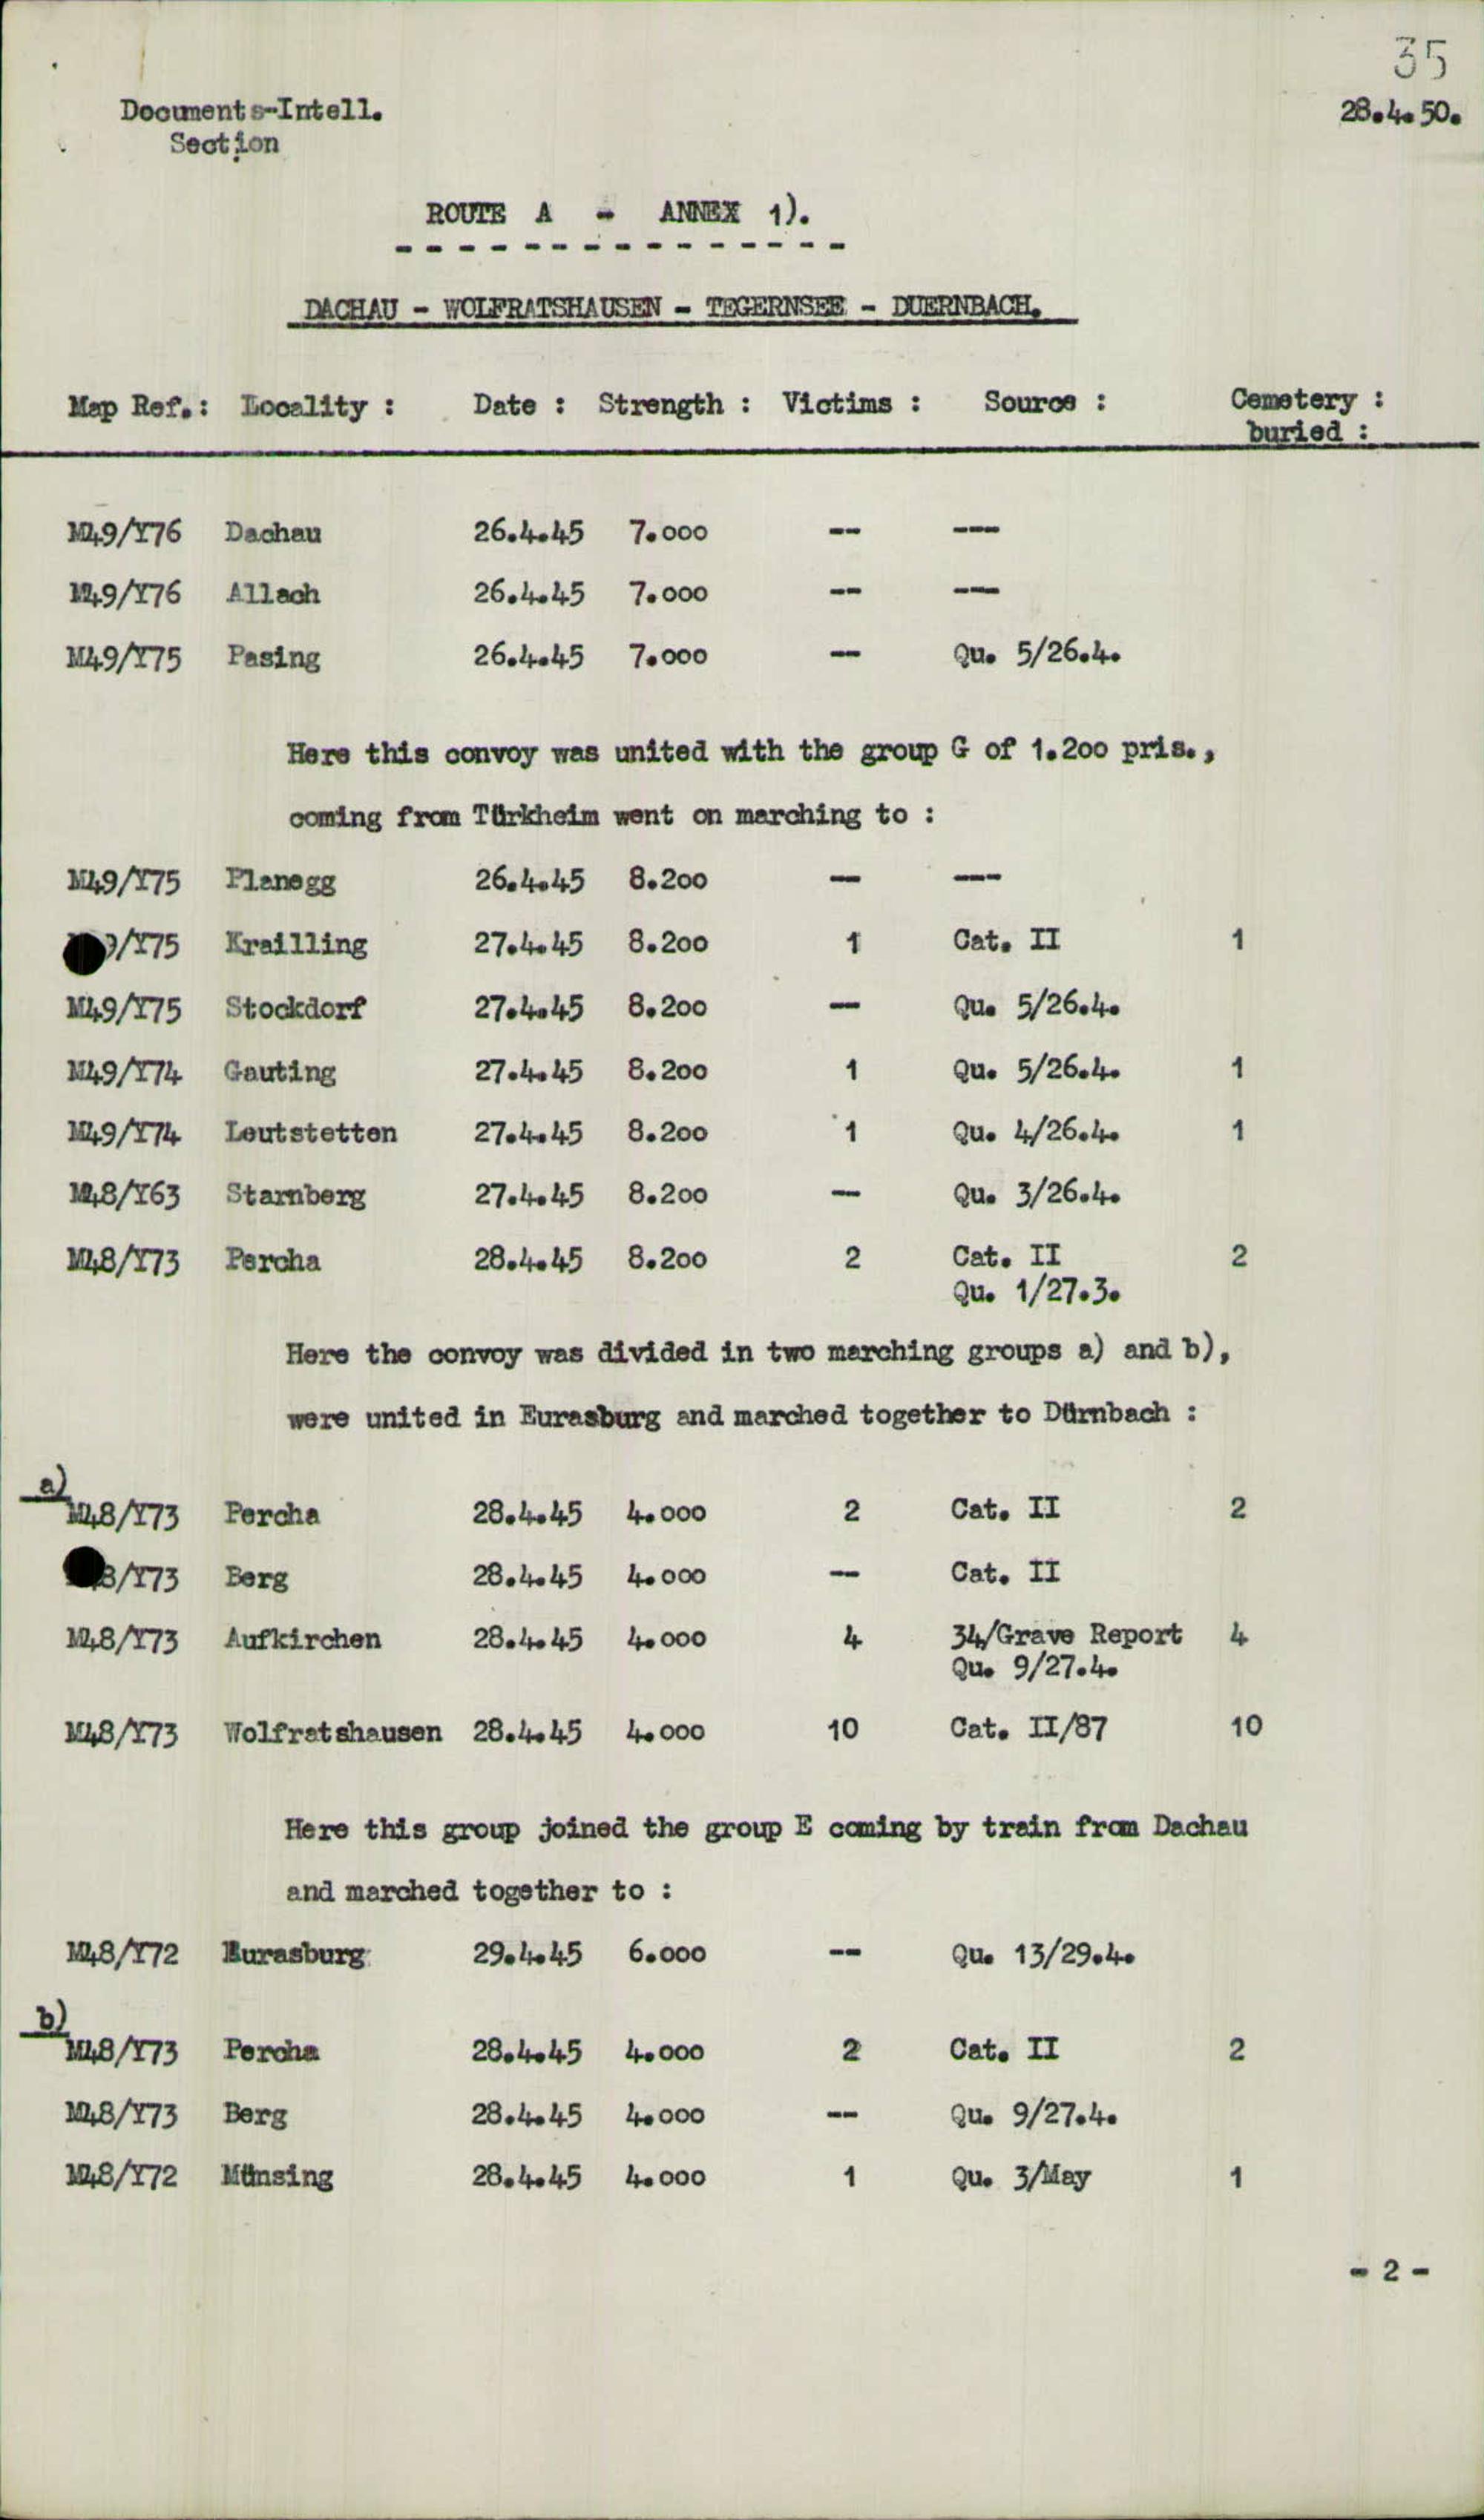 35
Documents-Intell.
Section
28.4.50.
ROUTE A - ANNEX 1).
- - - - - - - - - - - - - - -
DACHAU - WOLFRATSHAUSEN - TEGERNSEE - DUERNBACH.
Map Ref.: Locality : Date : Strength : Victims : Source : Cemetery :
buried :
M49/Y76 Dachau 26.4.45 7.000 -- ---
M49/Y76 Allach 26.4.45 7.000 -- ---
M49/Y75 Pasing 26.4.45 7.000 -- Qu. 5/26.4.
Here this convoy was united with the group G of 1.200 pris.,
coming from Türkheim went on marching to :
M49/Y75 Planegg 26.4.45 8.200 -- ---
9/Y75 Krailling 27.4.45 8.200 1 Cat. II 1
M49/Y75 Stockdorf 27.4.45 8.200 -- Qu. 5/26.4.
M49/Y74 Gauting 27.4.45 8.200 1 Qu. 5/26.4. 1
M49/Y74 Leutstetten 27.4.45 8.200 1 Qu. 4/26.4. 1
M48/Y63 Starnberg 27.4.45 8.200 -- Qu. 3/26.4.
M48/Y73 Percha 28.4.45 8.200 2 Cat. II 2
Qu. 1/27.3.
Here the convoy was divided in two marching groups a) and b),
were united in Eurasburg and marched together to Dürnbach :
a)
M48/Y73 Percha 28.4.45 4.000 2 Cat. II 2
8/Y73 Berg 28.4.45 4.000 -- Cat. II
M48/Y73 Aufkirchen 28.4.45 4.000 4 34/Grave Report 4
Qu. 9/27.4.
M48/Y73 Wolfratshausen 28.4.45 4.000 10 Cat. II/87 10
Here this group joined the group E coming by train from Dachau
and marched together to :
M48/Y72 Eurasburg 29.4.45 6.000 -- Qu. 13/29.4.
b)
M48/Y73 Percha 28.4.45 4.000 2 Cat. II 2
M48/Y73 Berg 28.4.45 4.000 -- Qu. 9/27.4.
M48/Y72 Münsing 28.4.45 4.000 1 Qu. 3/May 1
- 2 -